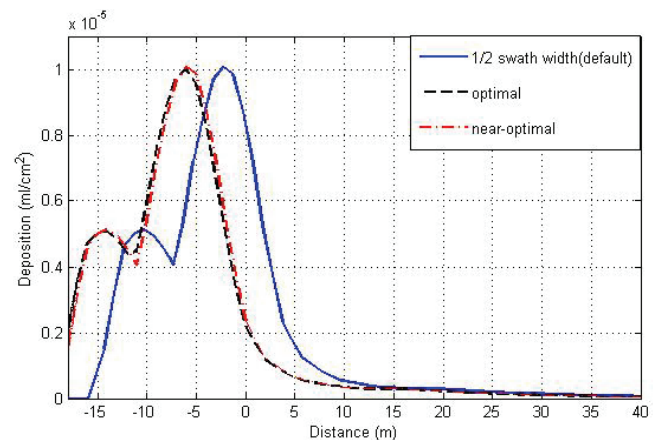 x 10⁻⁵
1
0.8
0.6
0.4
0.2
0
Deposition (ml/cm²)
-15 -10 -5 0 5 10 15 20 25 30 35 40
Distance (m)
1/2 swath width(default)
optimal
near-optimal